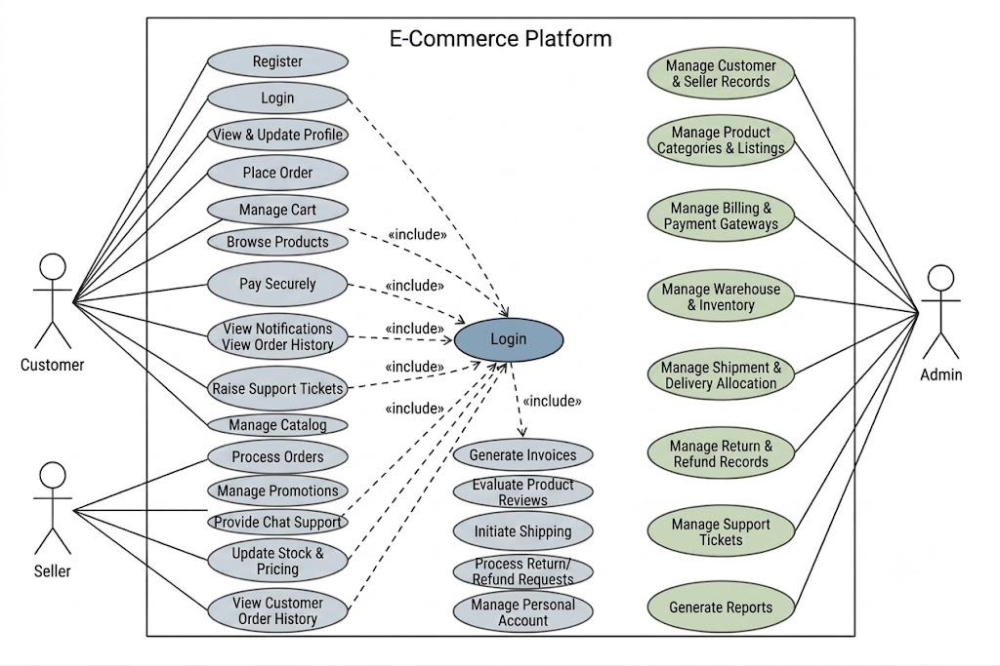 E-Commerce Platform
Register
Login
View & Update Profile
Place Order
Manage Cart
Browse Products
Pay Securely
View Notifications
View Order History
Raise Support Tickets
Manage Catalog
Process Orders
Manage Promotions
Provide Chat Support
Update Stock &
Pricing
View Customer
Order History
Customer
Seller
«include»
«include»
«include»
«include»
«include»
Login
«include»
Generate Invoices
Evaluate Product
Reviews
Initiate Shipping
Process Return/
Refund Requests
Manage Personal
Account
Manage Customer
& Seller Records
Manage Product
Categories & Listings
Manage Billing &
Payment Gateways
Manage Warehouse
& Inventory
Manage Shipment &
Delivery Allocation
Manage Return &
Refund Records
Manage Support
Tickets
Generate Reports
Admin